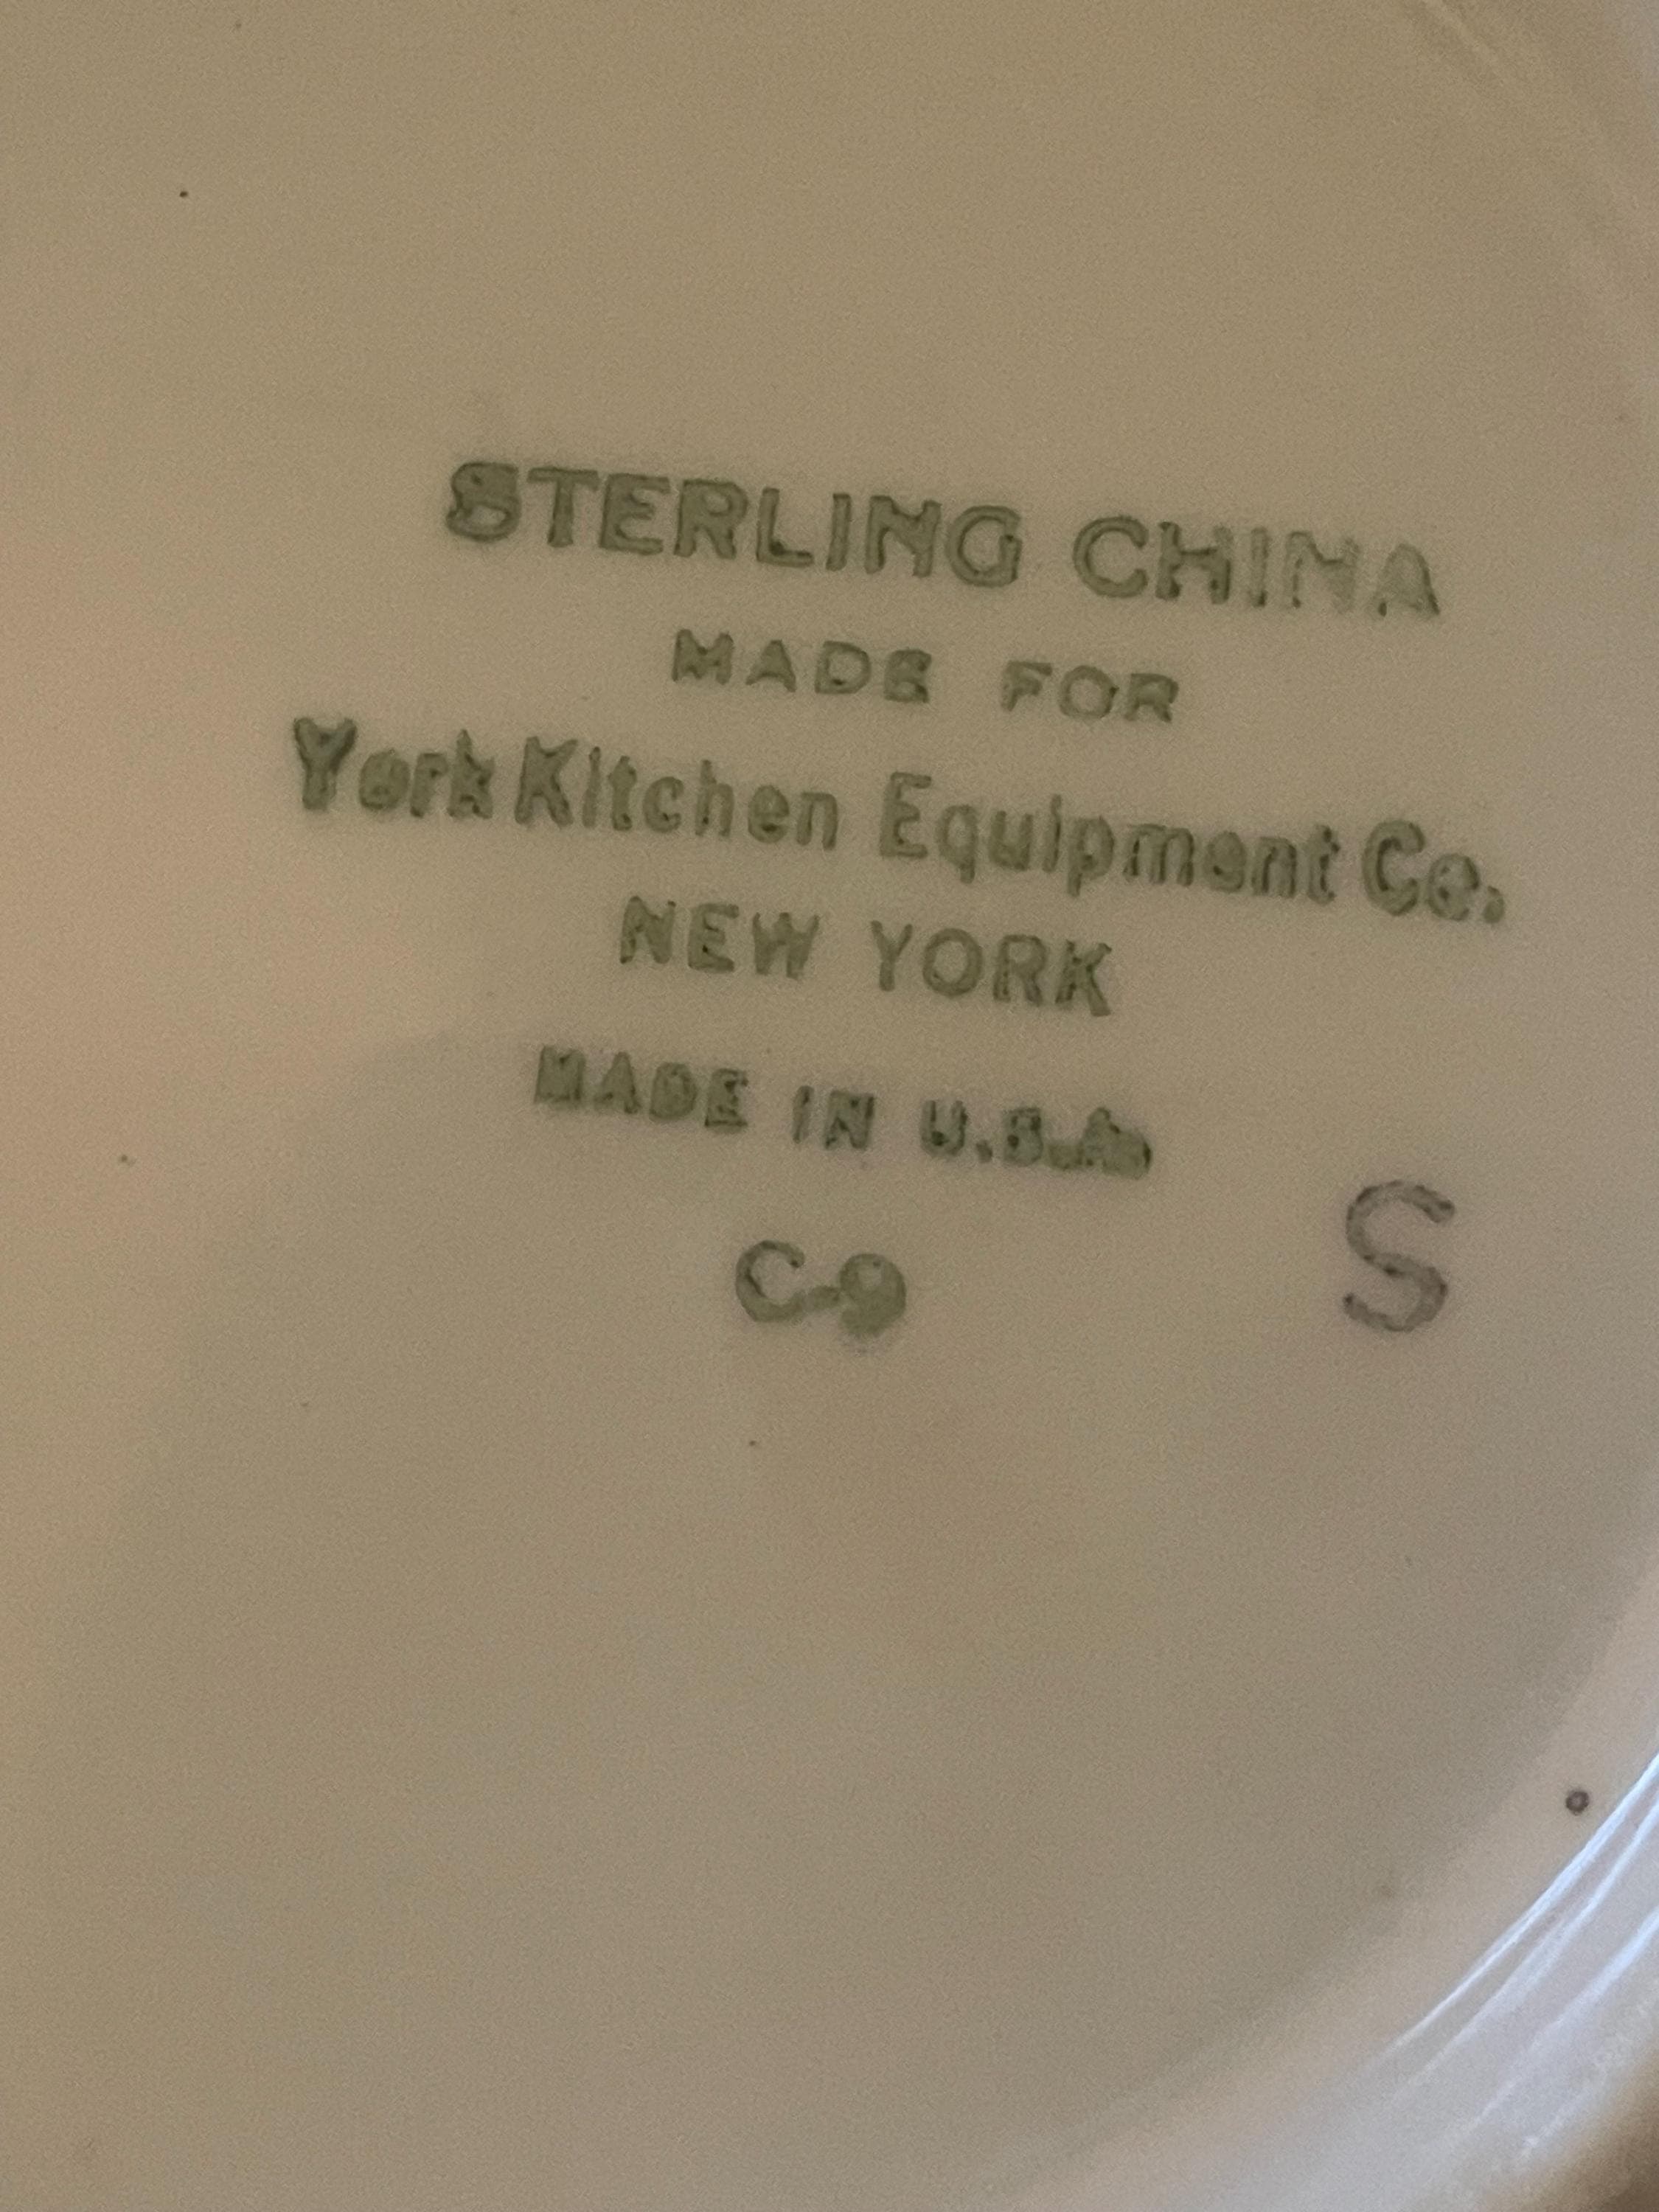 STERLING CHINA
MADE FOR
York Kitchen Equipment Co.
NEW YORK
MADE IN U.S.A.
C-9
S